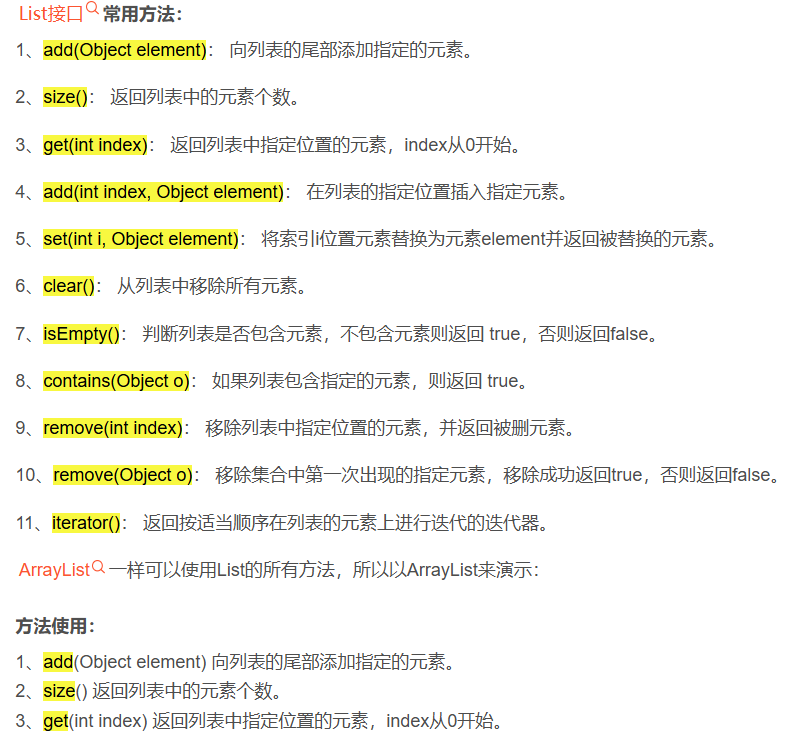 List接口 常用方法：
1、add(Object element)： 向列表的尾部添加指定的元素。
2、size()： 返回列表中的元素个数。
3、get(int index)： 返回列表中指定位置的元素，index从0开始。
4、add(int index, Object element)： 在列表的指定位置插入指定元素。
5、set(int i, Object element)： 将索引i位置元素替换为元素element并返回被替换的元素。
6、clear()： 从列表中移除所有元素。
7、isEmpty()： 判断列表是否包含元素，不包含元素则返回 true，否则返回false。
8、contains(Object o)： 如果列表包含指定的元素，则返回 true。
9、remove(int index)： 移除列表中指定位置的元素，并返回被删元素。
10、remove(Object o)： 移除集合中第一次出现的指定元素，移除成功返回true，否则返回false。
11、iterator()： 返回按适当顺序在列表的元素上进行迭代的迭代器。
ArrayList 一样可以使用List的所有方法，所以以ArrayList来演示：
方法使用：
1、add(Object element) 向列表的尾部添加指定的元素。
2、size() 返回列表中的元素个数。
3、get(int index) 返回列表中指定位置的元素，index从0开始。